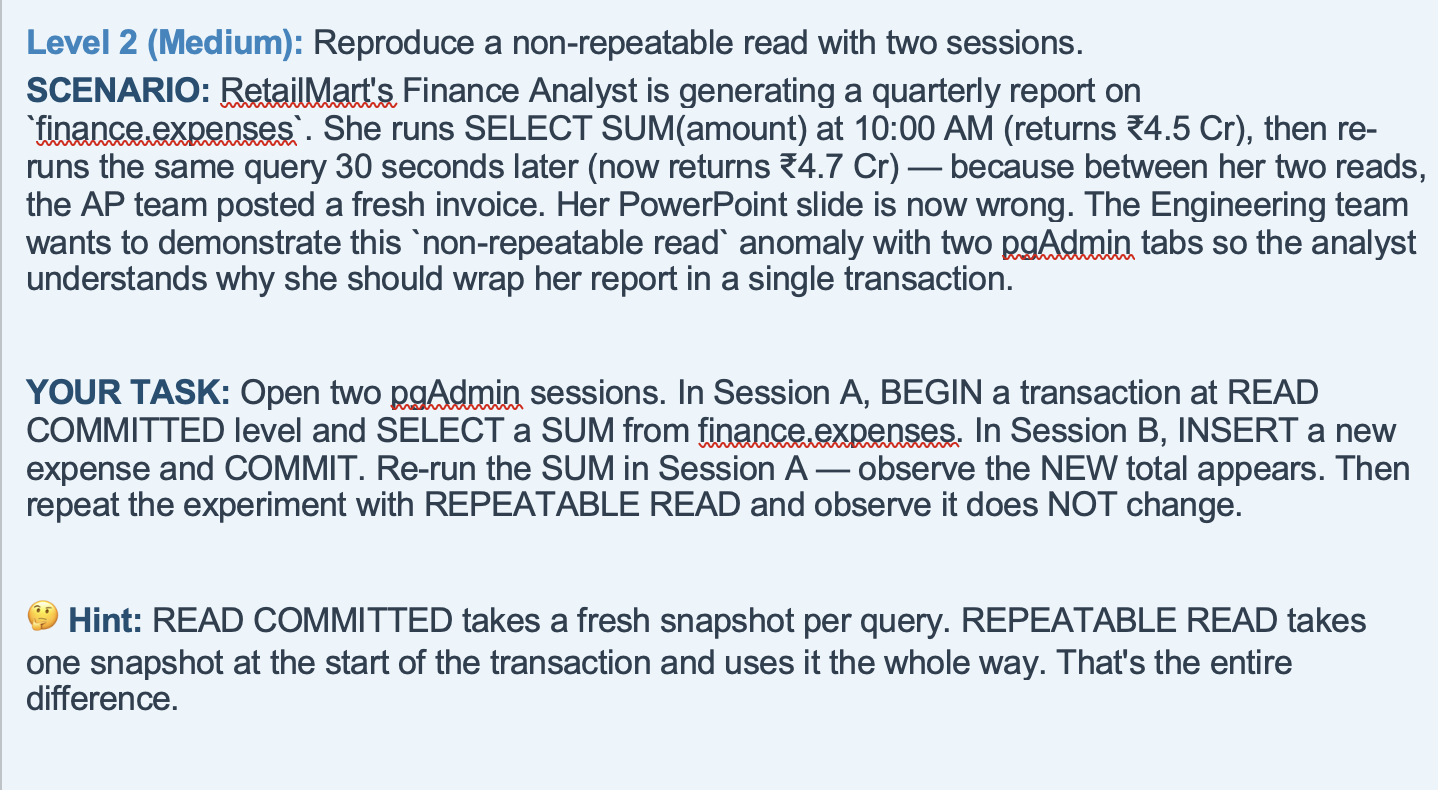 Level 2 (Medium): Reproduce a non-repeatable read with two sessions.
SCENARIO: RetailMart's Finance Analyst is generating a quarterly report on
`finance.expenses`. She runs SELECT SUM(amount) at 10:00 AM (returns ₹4.5 Cr), then re-
runs the same query 30 seconds later (now returns ₹4.7 Cr) — because between her two reads,
the AP team posted a fresh invoice. Her PowerPoint slide is now wrong. The Engineering team
wants to demonstrate this `non-repeatable read` anomaly with two pgAdmin tabs so the analyst
understands why she should wrap her report in a single transaction.
YOUR TASK: Open two pgAdmin sessions. In Session A, BEGIN a transaction at READ
COMMITTED level and SELECT a SUM from finance.expenses. In Session B, INSERT a new
expense and COMMIT. Re-run the SUM in Session A — observe the NEW total appears. Then
repeat the experiment with REPEATABLE READ and observe it does NOT change.
🤔 Hint: READ COMMITTED takes a fresh snapshot per query. REPEATABLE READ takes
one snapshot at the start of the transaction and uses it the whole way. That's the entire
difference.